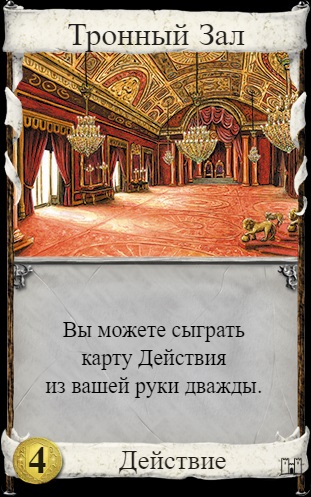 Тронный Зал
Вы можете сыграть
карту Действия
из вашей руки дважды.
4
Действие